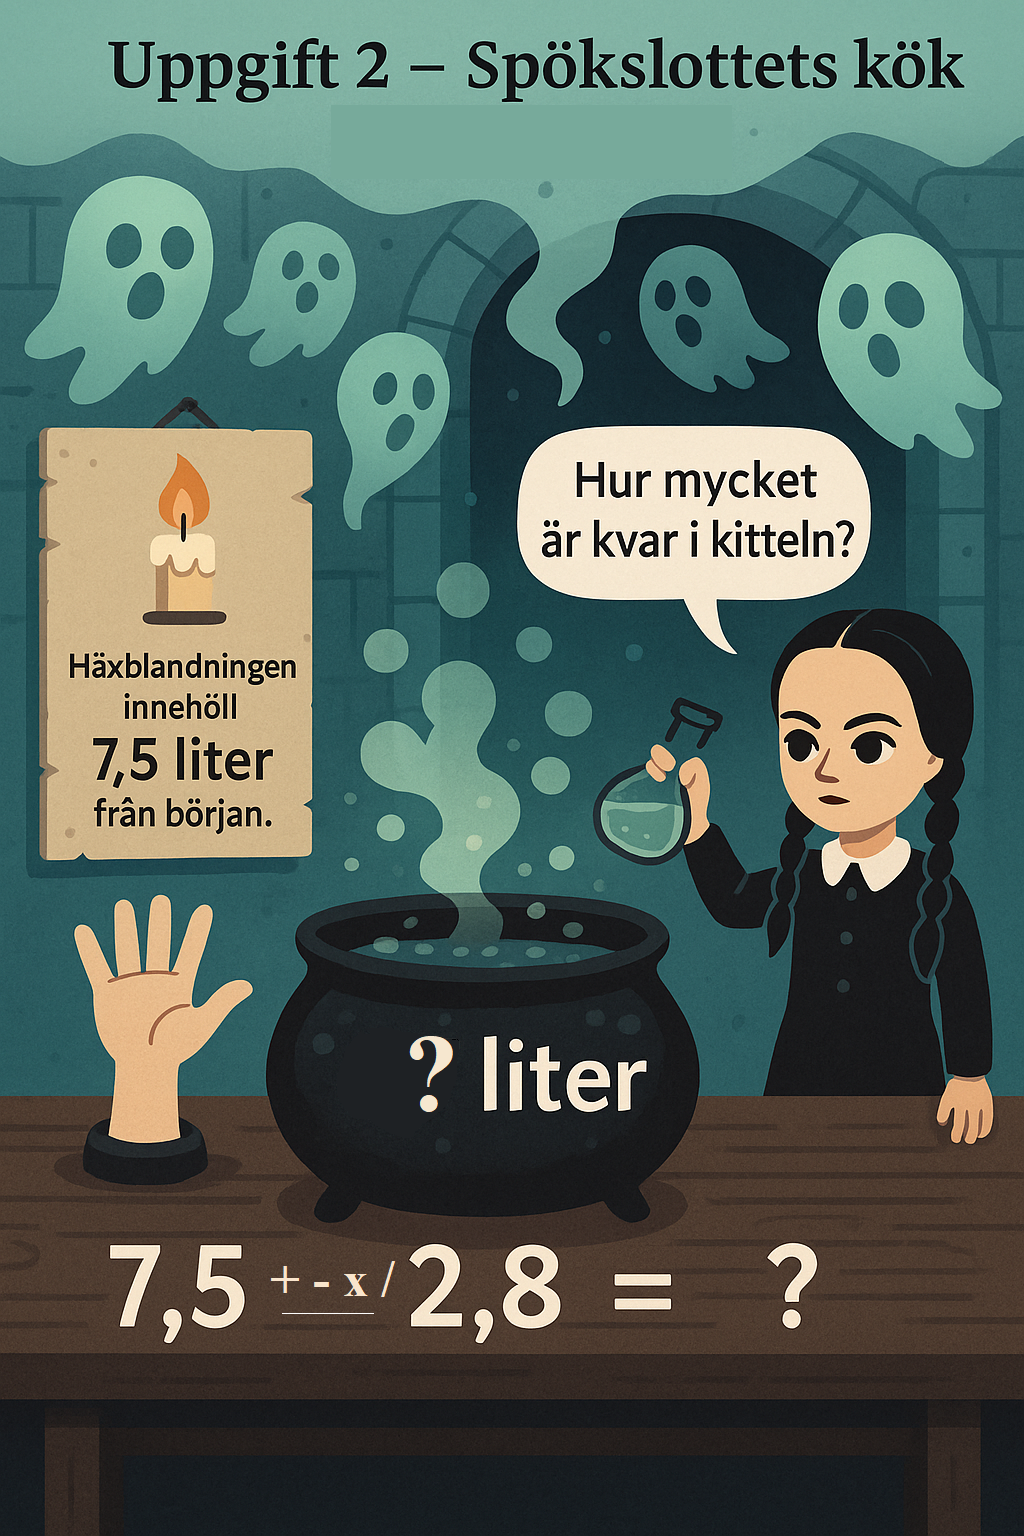 Uppgift 2 – Spökslottets kök
Hur mycket
är kvar i kitteln?
Häxblandningen
innehöll
7,5 liter
från början.
? liter
7,5 + - x / 2,8 = ?